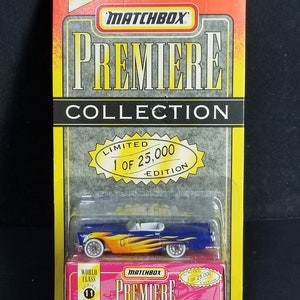 MATCHBOX
PREMIERE
COLLECTION
LIMITED
1 OF 25,000
EDITION
WORLD
CLASS
11
MATCHBOX
PREMIERE